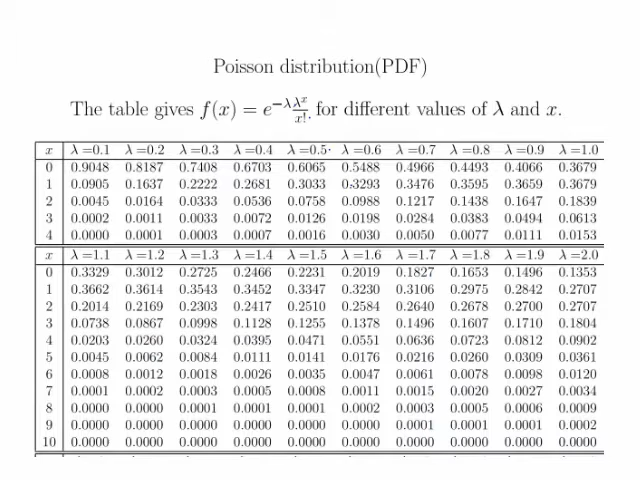 Poisson distribution(PDF)
The table gives f(x) = e^{−λ} λ^x / x!. for different values of λ and x.
x λ =0.1 λ =0.2 λ =0.3 λ =0.4 λ =0.5 λ =0.6 λ =0.7 λ =0.8 λ =0.9 λ =1.0
0 0.9048 0.8187 0.7408 0.6703 0.6065 0.5488 0.4966 0.4493 0.4066 0.3679
1 0.0905 0.1637 0.2222 0.2681 0.3033 0.3293 0.3476 0.3595 0.3659 0.3679
2 0.0045 0.0164 0.0333 0.0536 0.0758 0.0988 0.1217 0.1438 0.1647 0.1839
3 0.0002 0.0011 0.0033 0.0072 0.0126 0.0198 0.0284 0.0383 0.0494 0.0613
4 0.0000 0.0001 0.0003 0.0007 0.0016 0.0030 0.0050 0.0077 0.0111 0.0153
x λ =1.1 λ =1.2 λ =1.3 λ =1.4 λ =1.5 λ =1.6 λ =1.7 λ =1.8 λ =1.9 λ =2.0
0 0.3329 0.3012 0.2725 0.2466 0.2231 0.2019 0.1827 0.1653 0.1496 0.1353
1 0.3662 0.3614 0.3543 0.3452 0.3347 0.3230 0.3106 0.2975 0.2842 0.2707
2 0.2014 0.2169 0.2303 0.2417 0.2510 0.2584 0.2640 0.2678 0.2700 0.2707
3 0.0738 0.0867 0.0998 0.1128 0.1255 0.1378 0.1496 0.1607 0.1710 0.1804
4 0.0203 0.0260 0.0324 0.0395 0.0471 0.0551 0.0636 0.0723 0.0812 0.0902
5 0.0045 0.0062 0.0084 0.0111 0.0141 0.0176 0.0216 0.0260 0.0309 0.0361
6 0.0008 0.0012 0.0018 0.0026 0.0035 0.0047 0.0061 0.0078 0.0098 0.0120
7 0.0001 0.0002 0.0003 0.0005 0.0008 0.0011 0.0015 0.0020 0.0027 0.0034
8 0.0000 0.0000 0.0001 0.0001 0.0001 0.0002 0.0003 0.0005 0.0006 0.0009
9 0.0000 0.0000 0.0000 0.0000 0.0000 0.0000 0.0001 0.0001 0.0001 0.0002
10 0.0000 0.0000 0.0000 0.0000 0.0000 0.0000 0.0000 0.0000 0.0000 0.0000